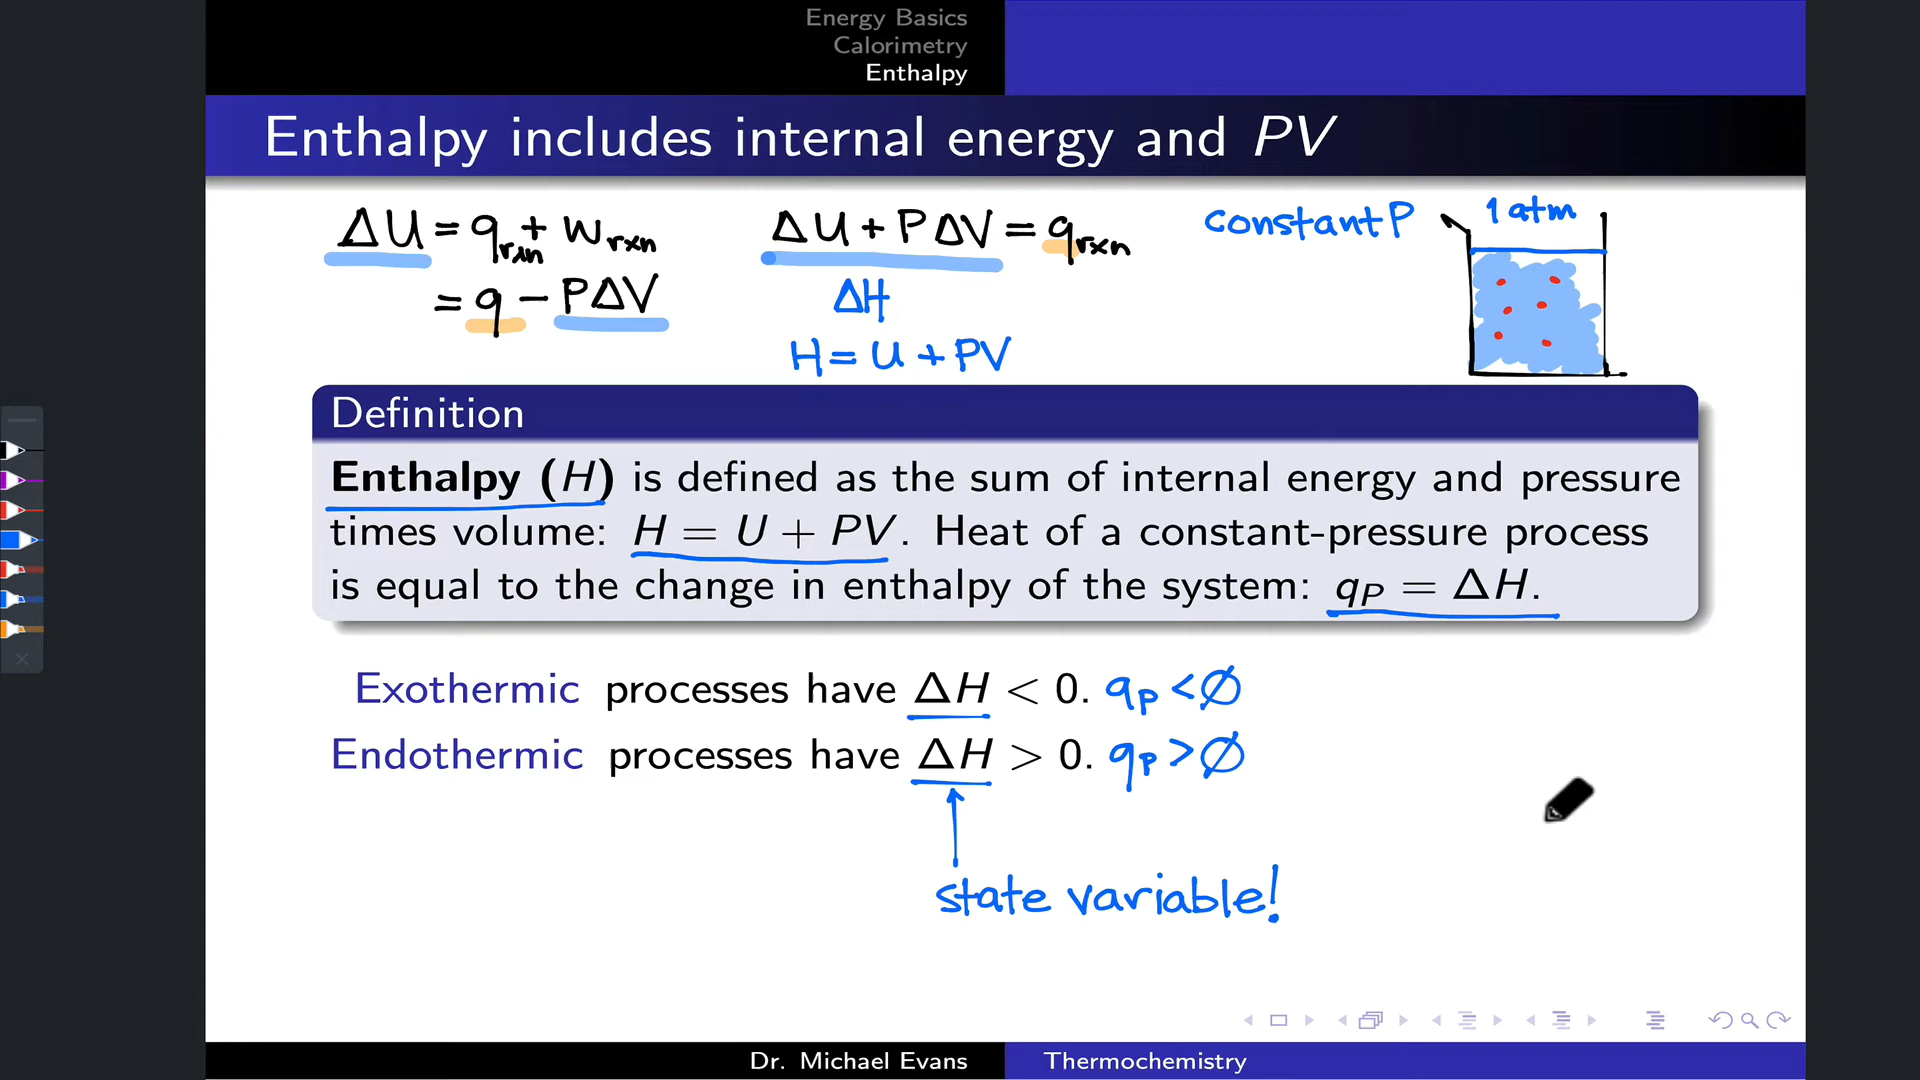 Energy Basics
Calorimetry
Enthalpy
Enthalpy includes internal energy and PV
ΔU = q_rxn + w_rxn
= q − PΔV
ΔU + PΔV = q_rxn
ΔH
H = U + PV
constant P
1 atm
Definition
Enthalpy (H) is defined as the sum of internal energy and pressure
times volume: H = U + PV. Heat of a constant-pressure process
is equal to the change in enthalpy of the system: q_P = ΔH.
Exothermic processes have ΔH < 0. q_p < ∅
Endothermic processes have ΔH > 0. q_p > ∅
state variable!
Dr. Michael Evans
Thermochemistry